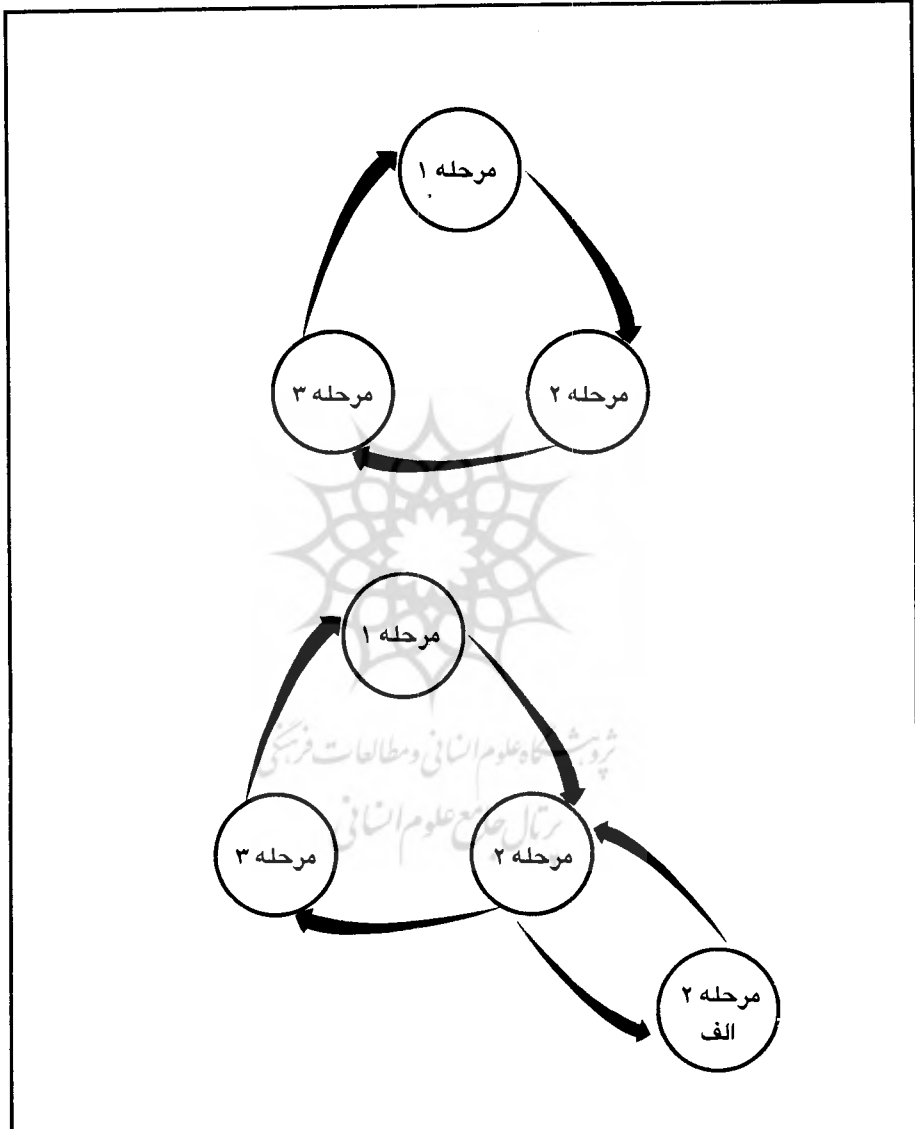 مرحله ۱
مرحله ۳
مرحله ۲
مرحله ۱
پژوهشگاه علوم انسانی و مطالعات فرهنگی
پرتال جامع علوم انسانی
مرحله ۳
مرحله ۲
مرحله ۲
الف